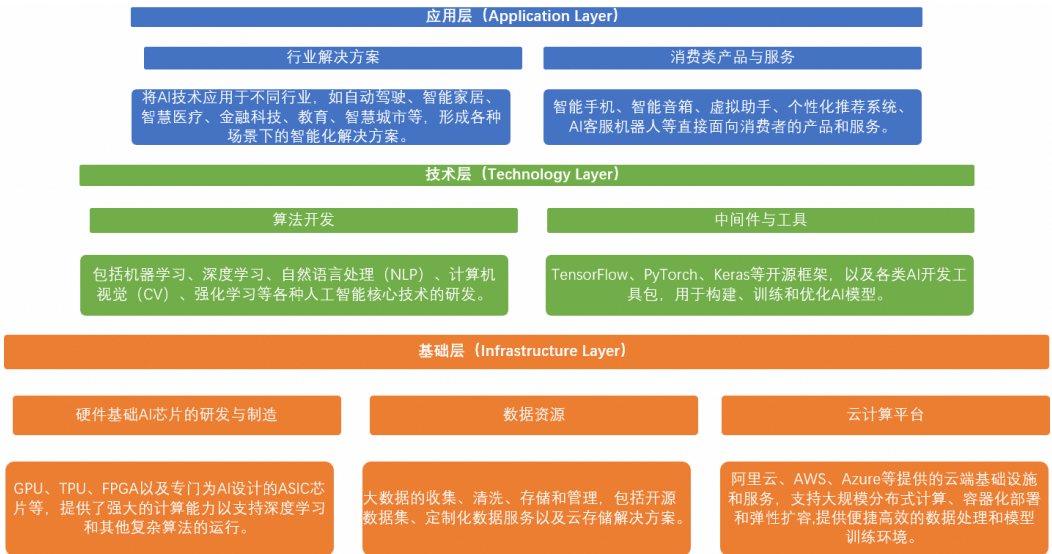 应用层（Application Layer）
行业解决方案
消费类产品与服务
将AI技术应用于不同行业，如自动驾驶、智能家居、
智慧医疗、金融科技、教育、智慧城市等，形成各种
场景下的智能化解决方案。
智能手机、智能音箱、虚拟助手、个性化推荐系统、
AI客服机器人等直接面向消费者的产品和服务。
技术层（Technology Layer）
算法开发
中间件与工具
包括机器学习、深度学习、自然语言处理（NLP）、计算机
视觉（CV）、强化学习等各种人工智能核心技术的研发。
TensorFlow、PyTorch、Keras等开源框架，以及各类AI开发工
具包，用于构建、训练和优化AI模型。
基础层（Infrastructure Layer）
硬件基础AI芯片的研发与制造
数据资源
云计算平台
GPU、TPU、FPGA以及专门为AI设计的ASIC芯
片等，提供了强大的计算能力以支持深度学习
和其他复杂算法的运行。
大数据的收集、清洗、存储和管理，包括开源
数据集、定制化数据服务以及云存储解决方案。
阿里云、AWS、Azure等提供的云端基础设施
和服务，支持大规模分布式计算、容器化部署
和弹性扩容,提供便捷高效的数据处理和模型
训练环境。